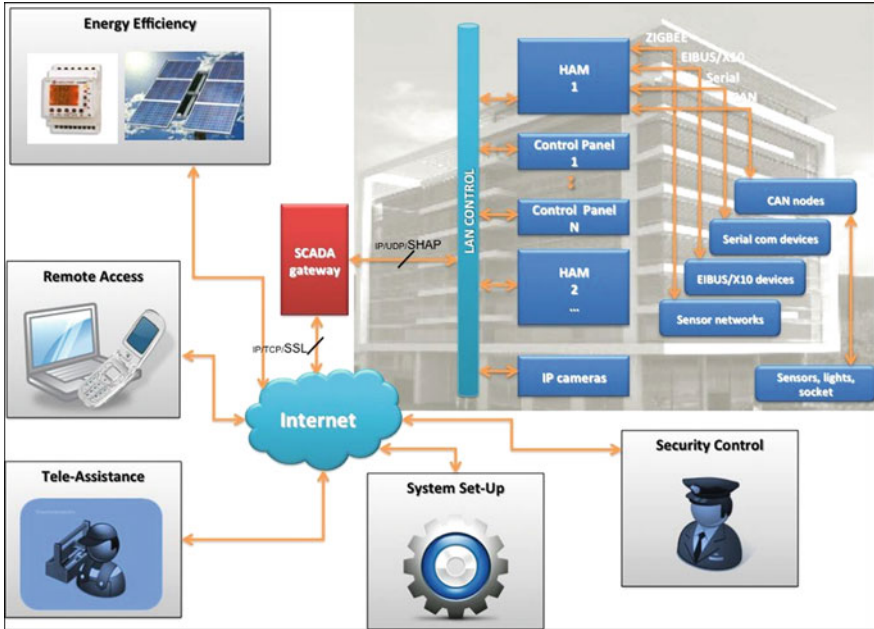 Energy Efficiency
ZIGBEE
EIBUS/X10
Serial
CAN
HAM
1
Control Panel
1
LAN CONTROL
Control Panel
N
CAN nodes
SCADA
gateway
IP/UDP/SHAP
Serial com devices
Remote Access
HAM
2
...
EIBUS/X10 devices
Sensor networks
IP/TCP/SSL
IP cameras
Sensors, lights,
socket
Internet
Security Control
Tele-Assistance
System Set-Up